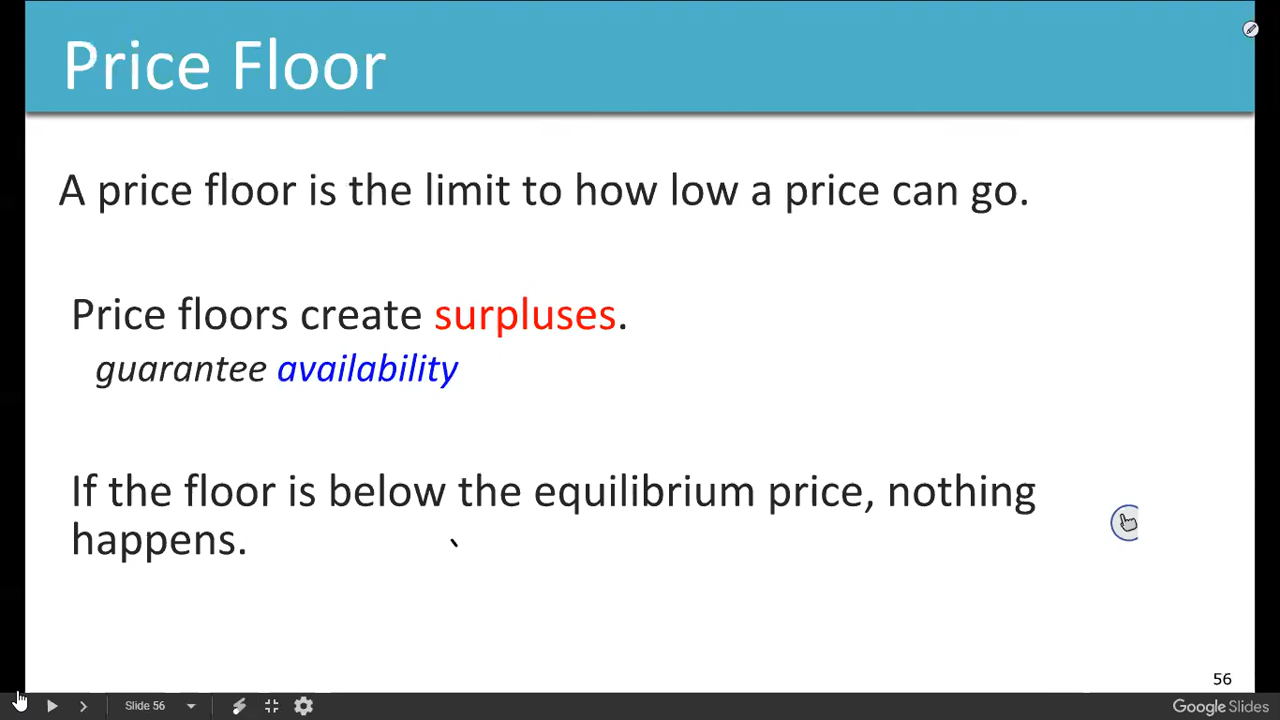 Price Floor
A price floor is the limit to how low a price can go.
Price floors create surpluses.
guarantee availability
If the floor is below the equilibrium price, nothing
happens.
56
Slide 56
Google Slides